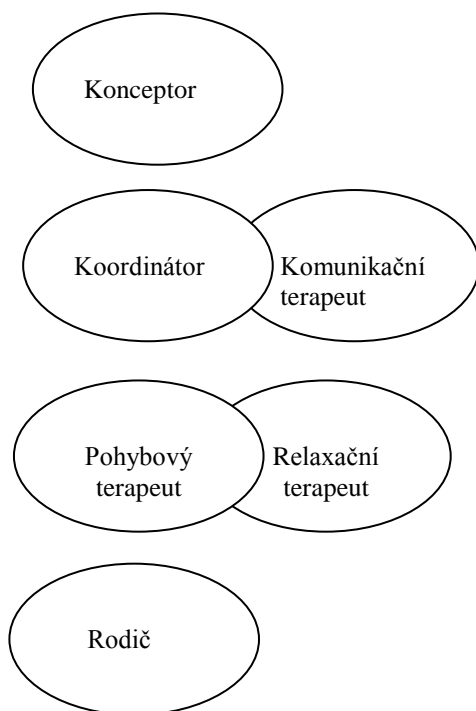 Konceptor
Koordinátor
Komunikační
terapeut
Pohybový
terapeut
Relaxační
terapeut
Rodič